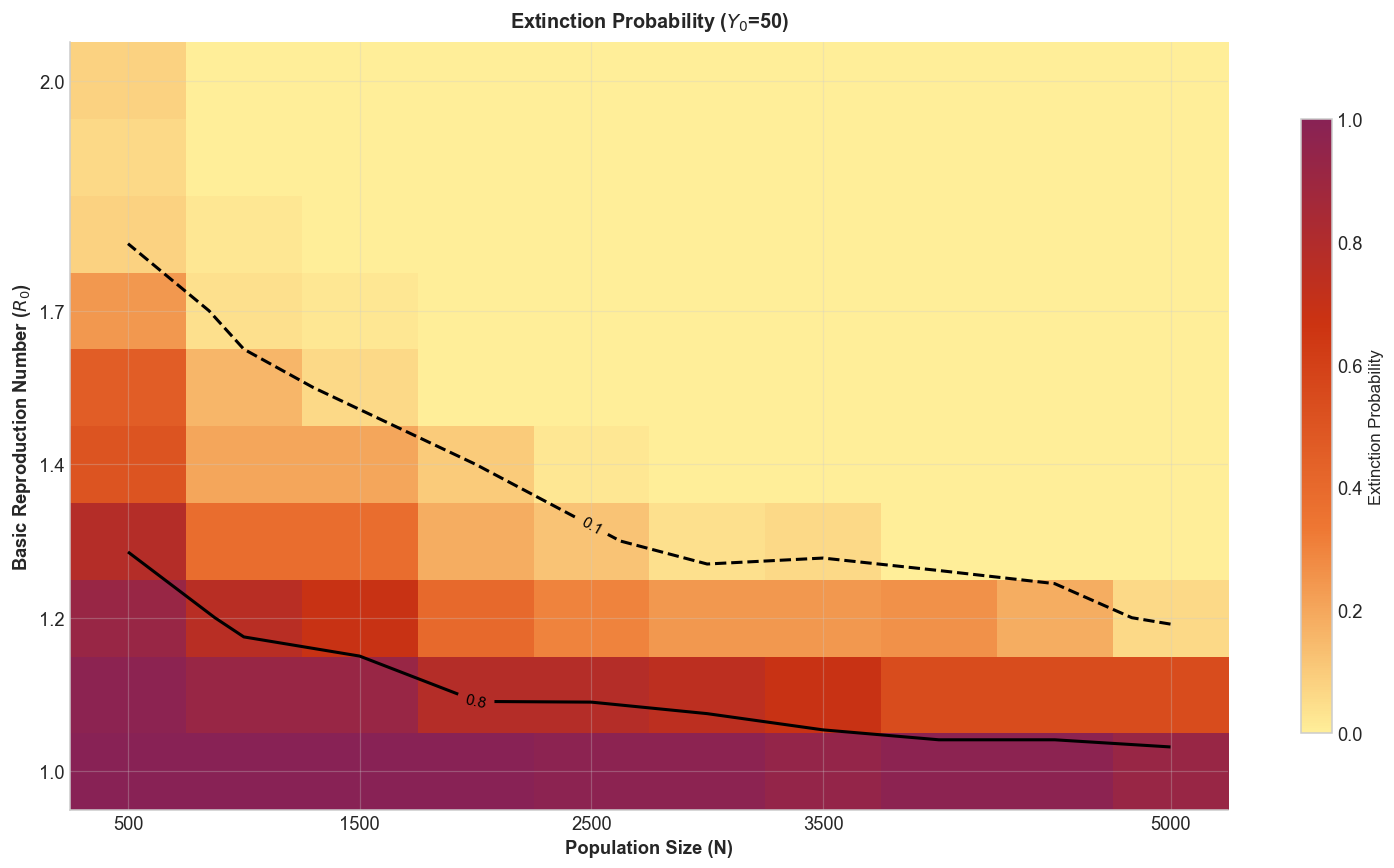 Extinction Probability (Y₀=50)
2.0
1.7
1.4
1.2
1.0
Basic Reproduction Number (R₀)
0.1
0.8
500 1500 2500 3500 5000
Population Size (N)
1.0
0.8
0.6
0.4
0.2
0.0
Extinction Probability